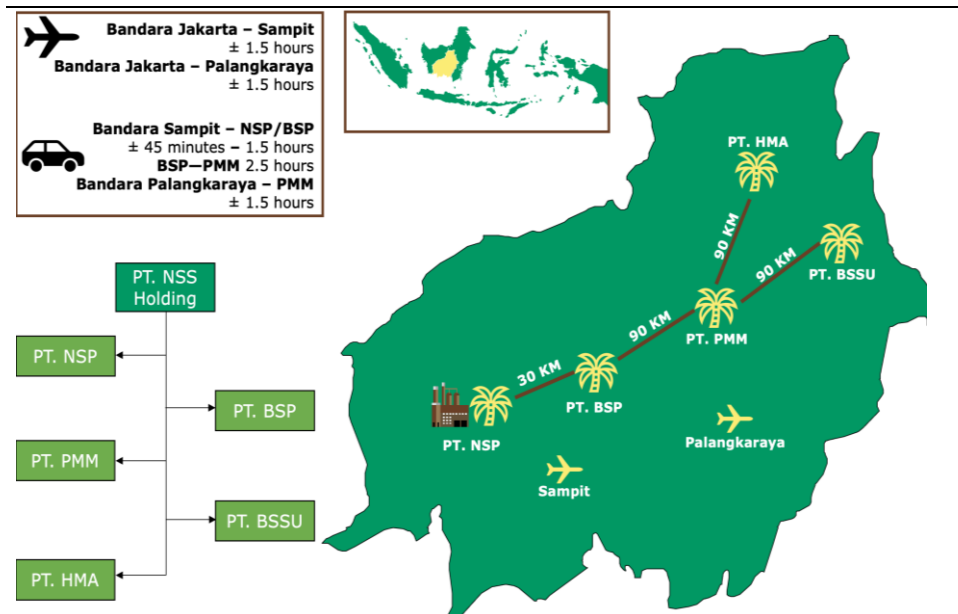 Bandara Jakarta – Sampit
± 1.5 hours
Bandara Jakarta – Palangkaraya
± 1.5 hours
Bandara Sampit – NSP/BSP
± 45 minutes – 1.5 hours
BSP—PMM 2.5 hours
Bandara Palangkaraya – PMM
± 1.5 hours
PT. NSS
Holding
PT. NSP
PT. BSP
PT. PMM
PT. BSSU
PT. HMA
PT. HMA
90 KM
90 KM
PT. BSSU
90 KM
PT. PMM
30 KM
PT. BSP
PT. NSP
Palangkaraya
Sampit